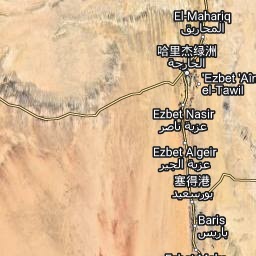 El-Mahariq
المحاريق
哈里杰绿洲
الخارجة
'Ezbet 'Ain
el-Tawil
Ezbet Nasir
عزبة ناصر
Ezbet Algeir
عزبة الجير
塞得港
بورسعيد
Baris
باريس